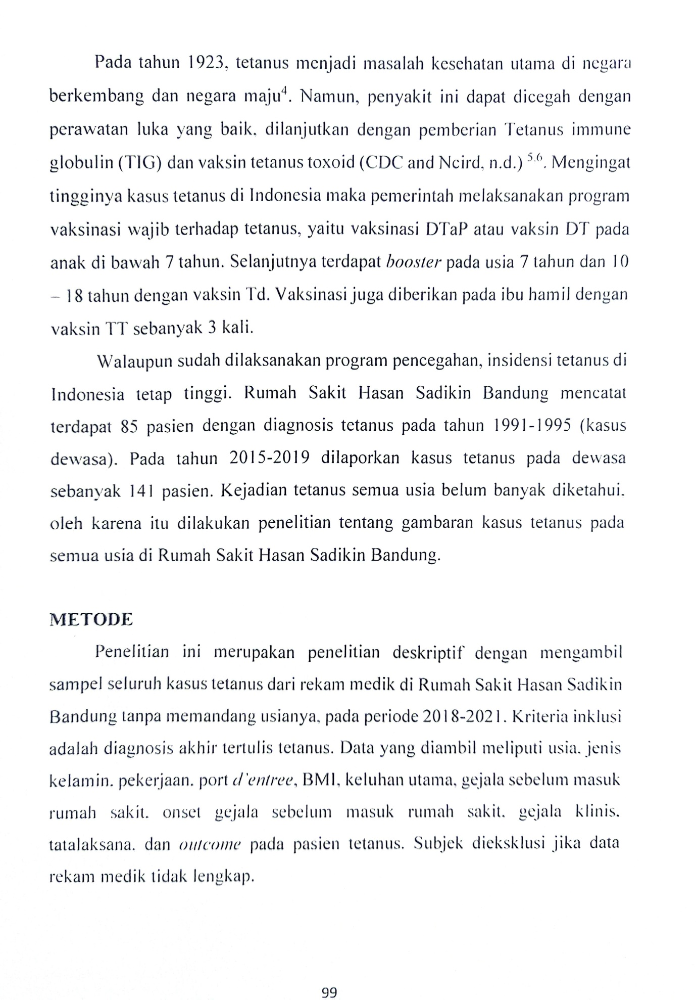 Pada tahun 1923, tetanus menjadi masalah kesehatan utama di negara
berkembang dan negara maju⁴. Namun, penyakit ini dapat dicegah dengan
perawatan luka yang baik, dilanjutkan dengan pemberian Tetanus immune
globulin (TIG) dan vaksin tetanus toxoid (CDC and Ncird, n.d.) ⁵,⁶. Mengingat
tingginya kasus tetanus di Indonesia maka pemerintah melaksanakan program
vaksinasi wajib terhadap tetanus, yaitu vaksinasi DTaP atau vaksin DT pada
anak di bawah 7 tahun. Selanjutnya terdapat booster pada usia 7 tahun dan 10
– 18 tahun dengan vaksin Td. Vaksinasi juga diberikan pada ibu hamil dengan
vaksin TT sebanyak 3 kali.
Walaupun sudah dilaksanakan program pencegahan, insidensi tetanus di
Indonesia tetap tinggi. Rumah Sakit Hasan Sadikin Bandung mencatat
terdapat 85 pasien dengan diagnosis tetanus pada tahun 1991-1995 (kasus
dewasa). Pada tahun 2015-2019 dilaporkan kasus tetanus pada dewasa
sebanyak 141 pasien. Kejadian tetanus semua usia belum banyak diketahui,
oleh karena itu dilakukan penelitian tentang gambaran kasus tetanus pada
semua usia di Rumah Sakit Hasan Sadikin Bandung.
METODE
Penelitian ini merupakan penelitian deskriptif dengan mengambil
sampel seluruh kasus tetanus dari rekam medik di Rumah Sakit Hasan Sadikin
Bandung tanpa memandang usianya, pada periode 2018-2021. Kriteria inklusi
adalah diagnosis akhir tertulis tetanus. Data yang diambil meliputi usia, jenis
kelamin, pekerjaan, port d'entree, BMI, keluhan utama, gejala sebelum masuk
rumah sakit, onset gejala sebelum masuk rumah sakit, gejala klinis,
tatalaksana, dan outcome pada pasien tetanus. Subjek dieksklusi jika data
rekam medik tidak lengkap.
99